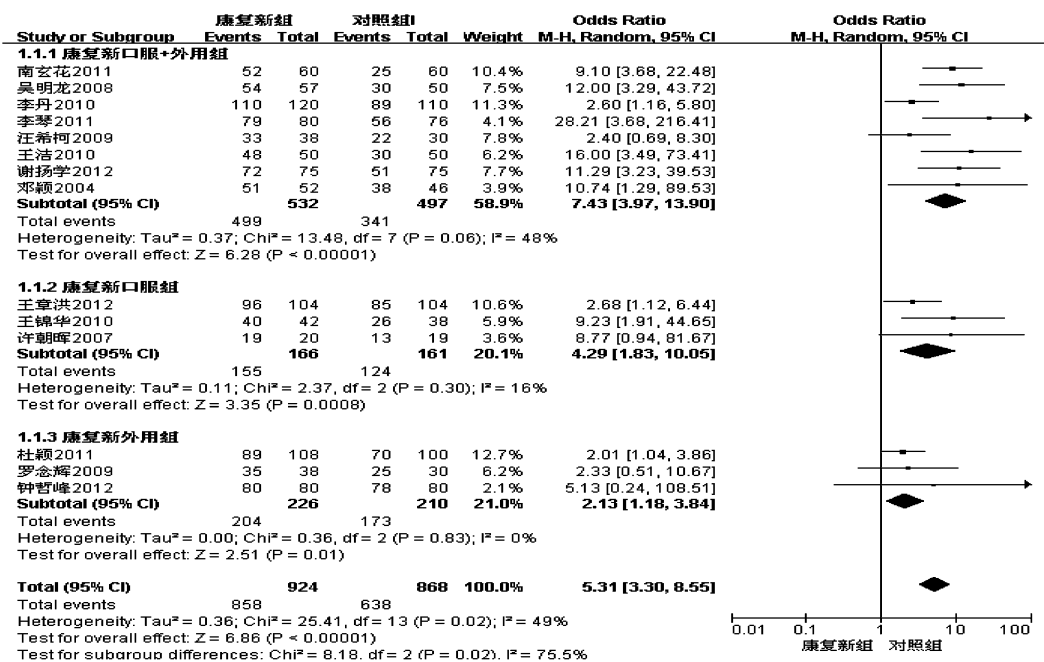 康复新组 对照组I Odds Ratio Odds Ratio
Study or Subgroup Events Total Events Total Weight M-H, Random, 95% CI M-H, Random, 95% CI
1.1.1 康复新口服+外用组
南玄花2011 52 60 25 60 10.4% 9.10 [3.68, 22.48]
吴明龙2008 54 57 30 50 7.5% 12.00 [3.29, 43.72]
李丹2010 110 120 89 110 11.3% 2.60 [1.16, 5.80]
李琴2011 79 80 56 76 4.1% 28.21 [3.68, 216.41]
汪希珂2009 33 38 22 30 7.8% 2.40 [0.69, 8.30]
王洁2010 48 50 30 50 6.2% 16.00 [3.49, 73.41]
谢扬学2012 72 75 51 75 7.7% 11.29 [3.23, 39.53]
邓颖2004 51 52 38 46 3.9% 10.74 [1.29, 89.53]
Subtotal (95% CI) 532 497 58.9% 7.43 [3.97, 13.90]
Total events 499 341
Heterogeneity: Tau² = 0.37; Chi² = 13.48, df = 7 (P = 0.06); I² = 48%
Test for overall effect: Z = 6.28 (P < 0.00001)
1.1.2 康复新口服组
王章洪2012 96 104 85 104 10.6% 2.68 [1.12, 6.44]
王锦华2010 40 42 26 38 5.9% 9.23 [1.91, 44.65]
许朝晖2007 19 20 13 19 3.6% 8.77 [0.94, 81.67]
Subtotal (95% CI) 166 161 20.1% 4.29 [1.83, 10.05]
Total events 155 124
Heterogeneity: Tau² = 0.11; Chi² = 2.37, df = 2 (P = 0.30); I² = 16%
Test for overall effect: Z = 3.35 (P = 0.0008)
1.1.3 康复新外用组
杜颖2011 89 108 70 100 12.7% 2.01 [1.04, 3.86]
罗念辉2009 35 38 25 30 6.2% 2.33 [0.51, 10.67]
钟哲峰2012 80 80 78 80 2.1% 5.13 [0.24, 108.51]
Subtotal (95% CI) 226 210 21.0% 2.13 [1.18, 3.84]
Total events 204 173
Heterogeneity: Tau² = 0.00; Chi² = 0.36, df = 2 (P = 0.83); I² = 0%
Test for overall effect: Z = 2.51 (P = 0.01)
Total (95% CI) 924 868 100.0% 5.31 [3.30, 8.55]
Total events 858 638
Heterogeneity: Tau² = 0.36; Chi² = 25.41, df = 13 (P = 0.02); I² = 49%
Test for overall effect: Z = 6.86 (P < 0.00001)
Test for subgroup differences: Chi² = 8.18, df = 2 (P = 0.02), I² = 75.5%
0.01 0.1 1 10 100
康复新组 对照组